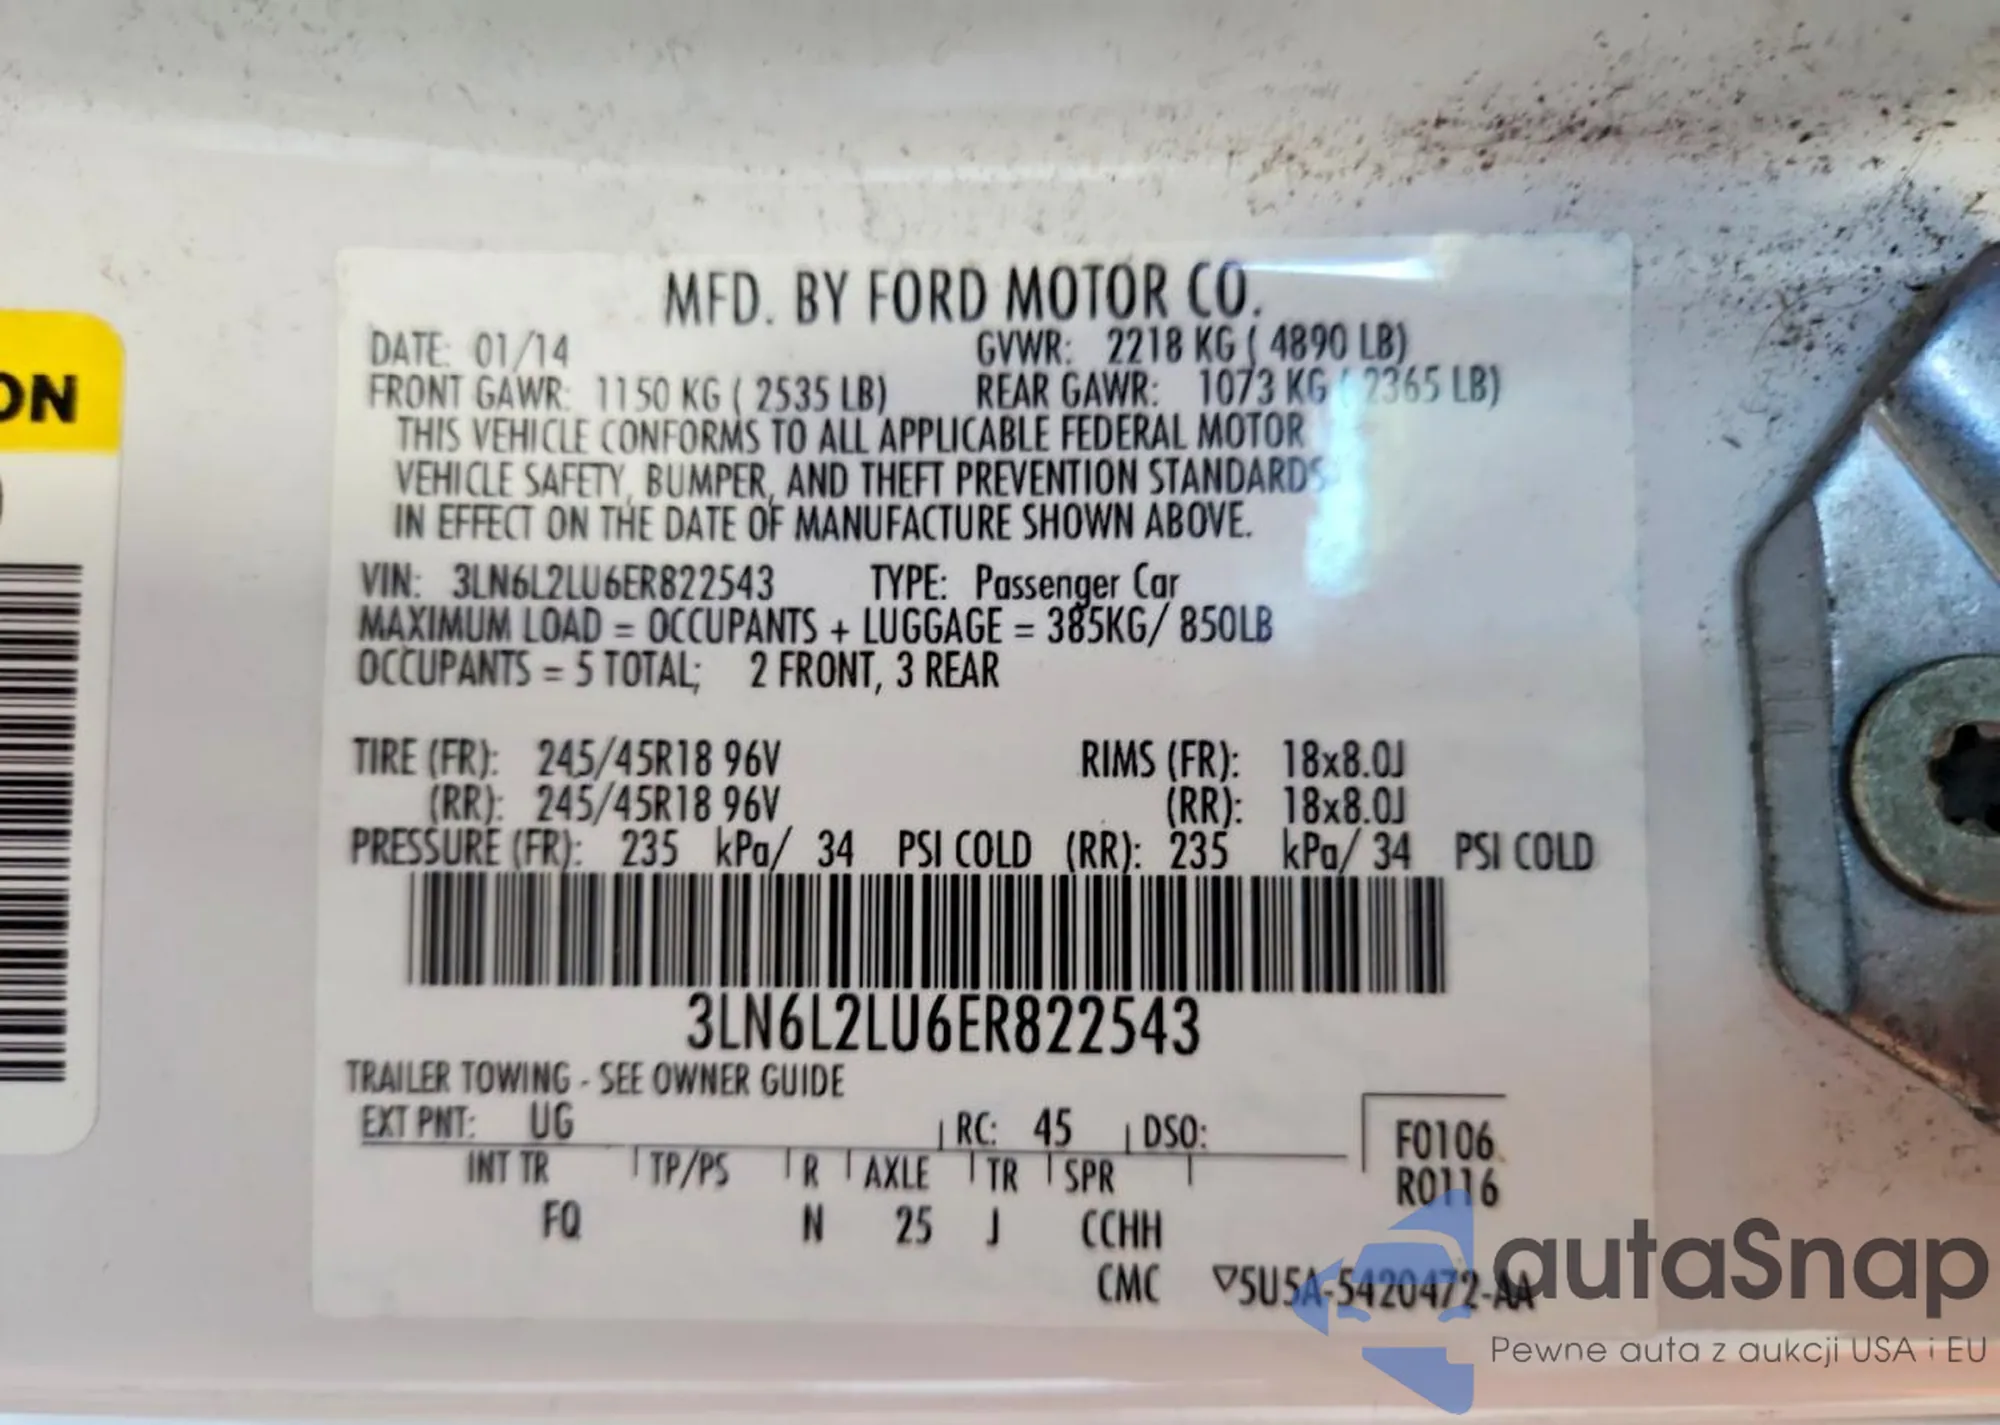 MFD. BY FORD MOTOR CO.
DATE: 01/14 GVWR: 2218 KG ( 4890 LB)
FRONT GAWR: 1150 KG ( 2535 LB) REAR GAWR: 1073 KG ( 2365 LB)
THIS VEHICLE CONFORMS TO ALL APPLICABLE FEDERAL MOTOR
VEHICLE SAFETY, BUMPER, AND THEFT PREVENTION STANDARDS
IN EFFECT ON THE DATE OF MANUFACTURE SHOWN ABOVE.
VIN: 3LN6L2LU6ER822543 TYPE: Passenger Car
MAXIMUM LOAD = OCCUPANTS + LUGGAGE = 385KG/ 850LB
OCCUPANTS = 5 TOTAL; 2 FRONT, 3 REAR
TIRE (FR): 245/45R18 96V RIMS (FR): 18x8.0J
(RR): 245/45R18 96V (RR): 18x8.0J
PRESSURE (FR): 235 kPa/ 34 PSI COLD (RR): 235 kPa/ 34 PSI COLD
3LN6L2LU6ER822543
TRAILER TOWING - SEE OWNER GUIDE
EXT PNT: UG RC: 45 DSO: F0106
INT TR TP/PS R AXLE TR SPR R0116
FQ N 25 J CCHH
CMC ▽5U5A-5420472-AA
ON
autaSnap
Pewne auta z aukcji USA i EU